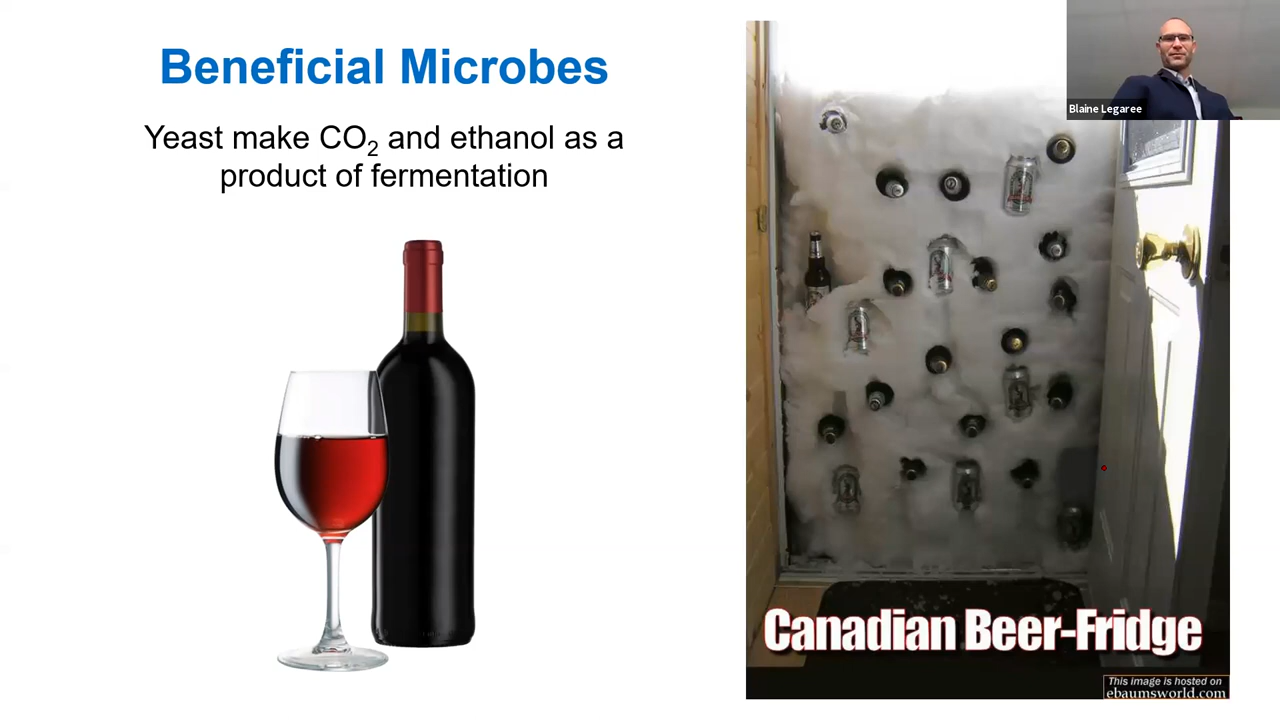 Beneficial Microbes
Yeast make CO₂ and ethanol as a
product of fermentation
Blaine Legaree
Canadian Beer-Fridge
This image is hosted on
ebaumsworld.com